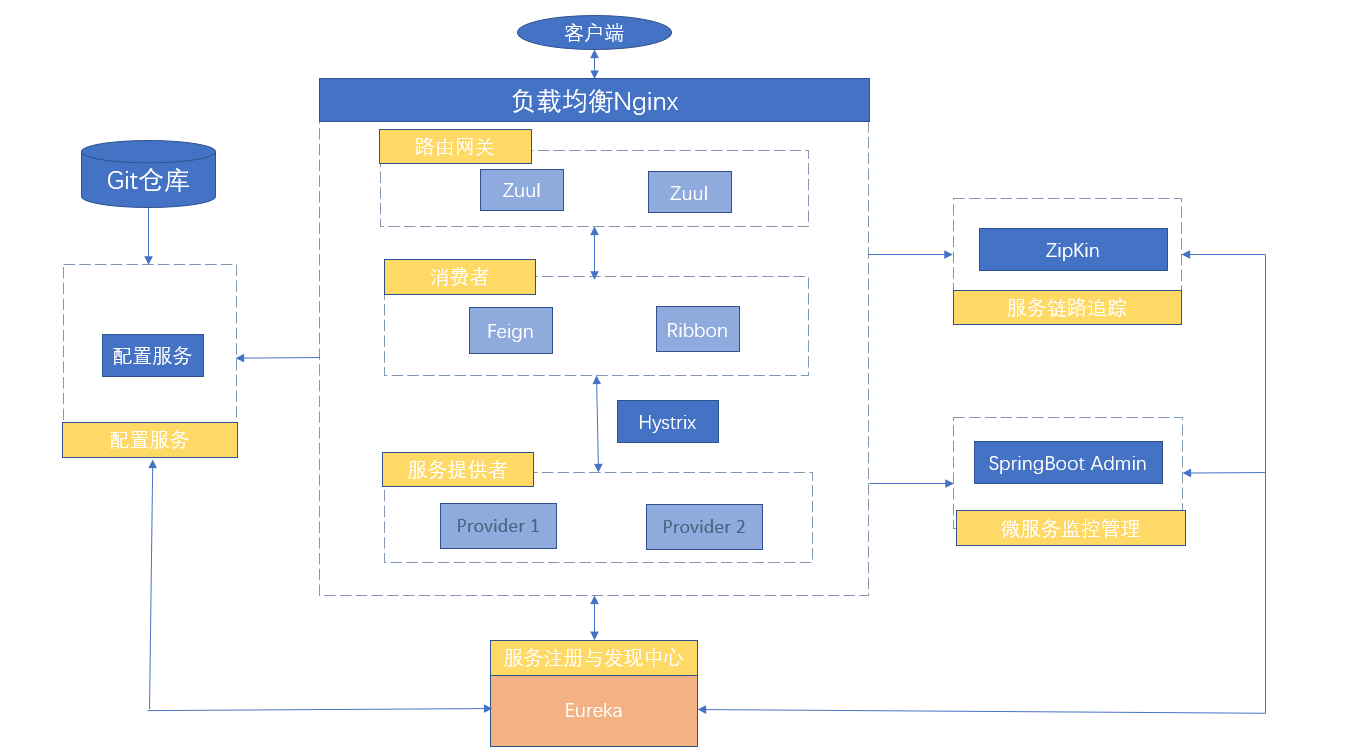 客户端
负载均衡Nginx
路由网关
Zuul
Zuul
Git仓库
消费者
Feign
Ribbon
ZipKin
服务链路追踪
配置服务
配置服务
Hystrix
服务提供者
Provider 1
Provider 2
SpringBoot Admin
微服务监控管理
服务注册与发现中心
Eureka